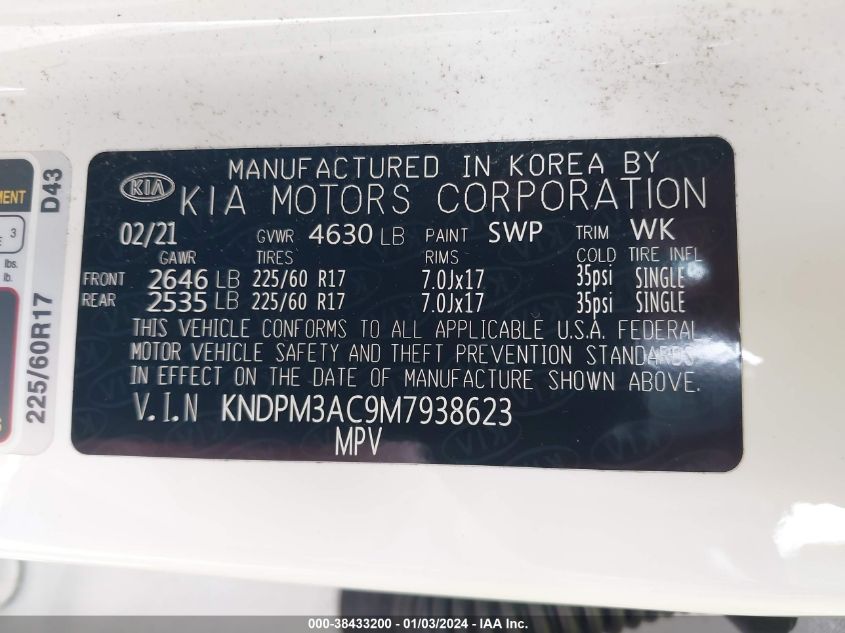 MANUFACTURED IN KOREA BY
KIA KIA MOTORS CORPORATION
02/21 GVWR 4630 LB PAINT SWP TRIM WK
GAWR TIRES RIMS COLD TIRE INFL
FRONT 2646 LB 225/60 R17 7.0Jx17 35psi SINGLE
REAR 2535 LB 225/60 R17 7.0Jx17 35psi SINGLE
THIS VEHICLE CONFORMS TO ALL APPLICABLE U.S.A. FEDERAL
MOTOR VEHICLE SAFETY AND THEFT PREVENTION STANDARDS
IN EFFECT ON THE DATE OF MANUFACTURE SHOWN ABOVE.
V.I.N KNDPM3AC9M7938623
MPV
3
lbs.
lb.
225/60R17 D43
000-38433200 - 01/03/2024 - IAA Inc.